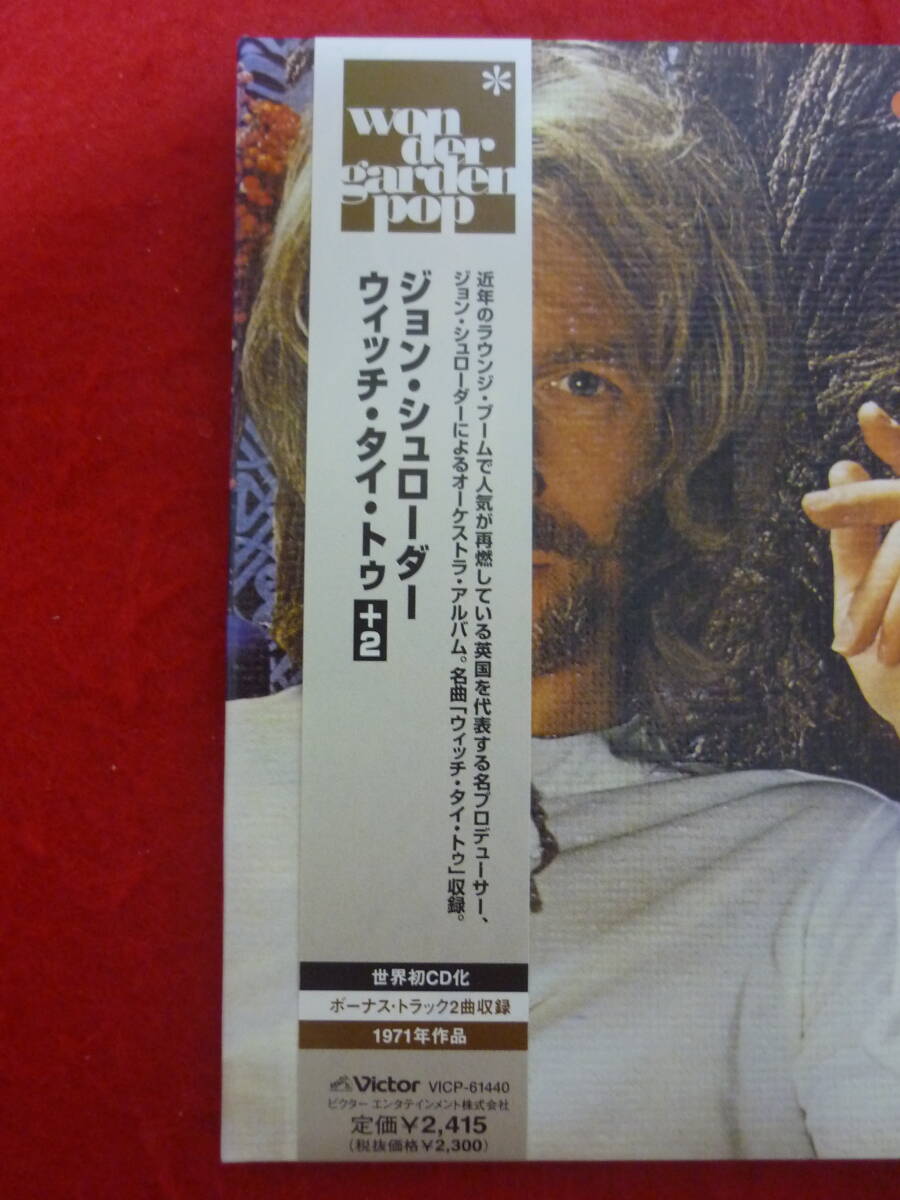 won
der
garden
pop
近年のラウンジ・ブームで人気が再燃している英国を代表する名プロデューサー、
ジョン・シュローダーによるオーケストラ・アルバム。名曲「ウィッチ・タイ・トゥ」収録。
ジョン・シュローダー
ウィッチ・タイ・トゥ+2
世界初CD化
ボーナス・トラック2曲収録
1971年作品
Victor VICP-61440
ビクター エンタテインメント株式会社
定価¥2,415
(税抜価格¥2,300)